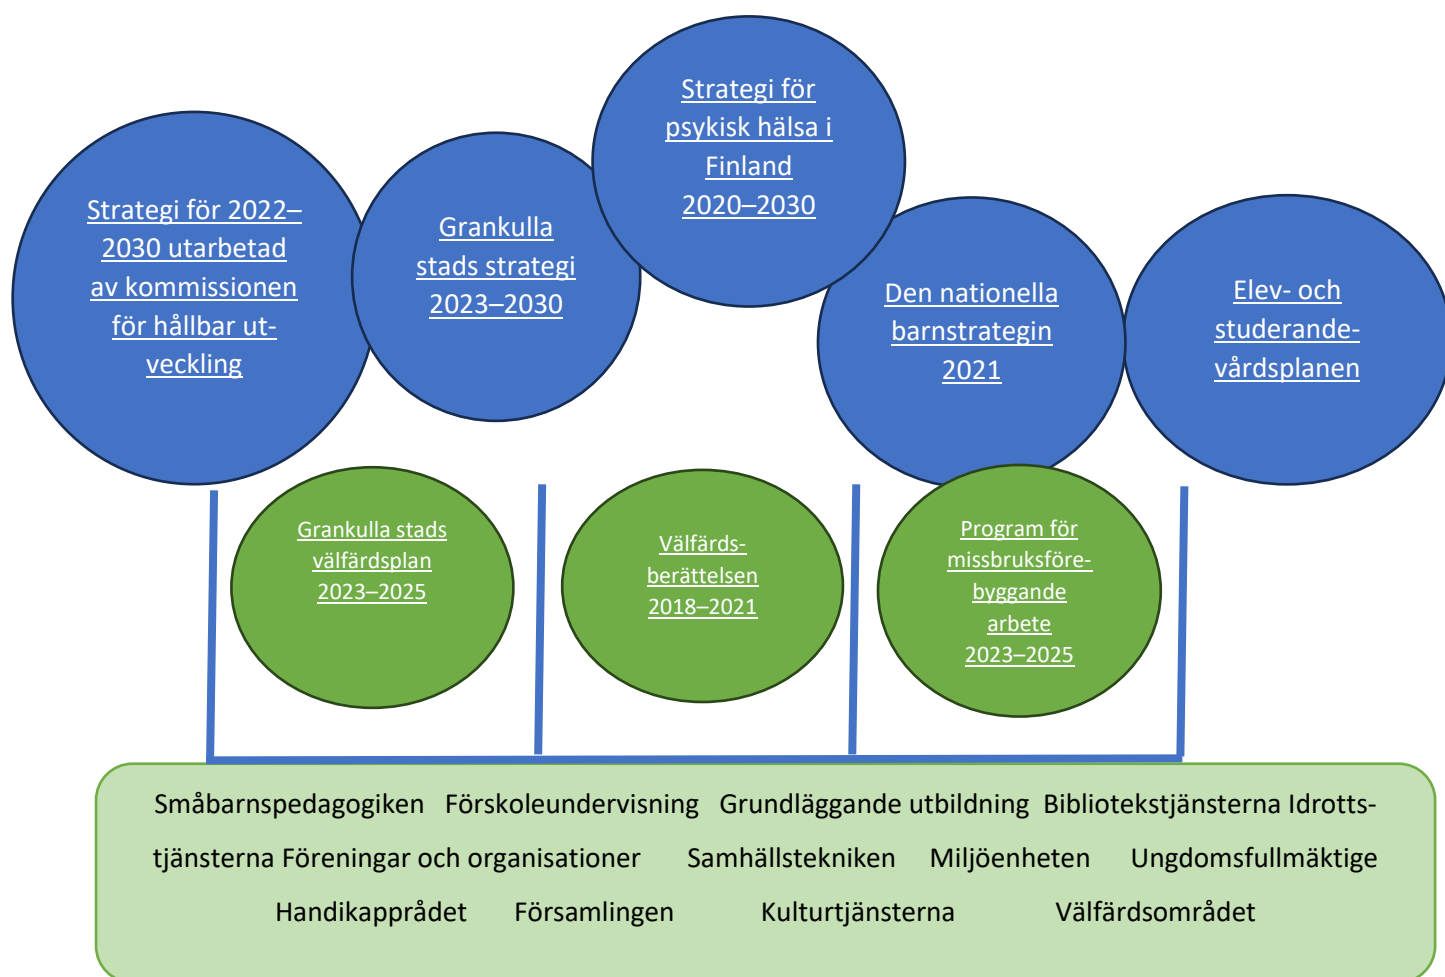 Strategi för 2022–
2030 utarbetad
av kommissionen
för hållbar ut-
veckling
Grankulla
stads strategi
2023–2030
Strategi för
psykisk hälsa i
Finland
2020–2030
Den nationella
barnstrategin
2021
Elev- och
studerande-
vårdsplanen
Grankulla stads
välfärdsplan
2023–2025
Välfärds-
berättelsen
2018–2021
Program för
missbruksföre-
byggande
arbete
2023–2025
Småbarnspedagogiken Förskoleundervisning Grundläggande utbildning Bibliotekstjänsterna Idrotts-
tjänsterna Föreningar och organisationer Samhällstekniken Miljöenheten Ungdomsfullmäktige
Handikapprådet Församlingen Kulturtjänsterna Välfärdsområdet